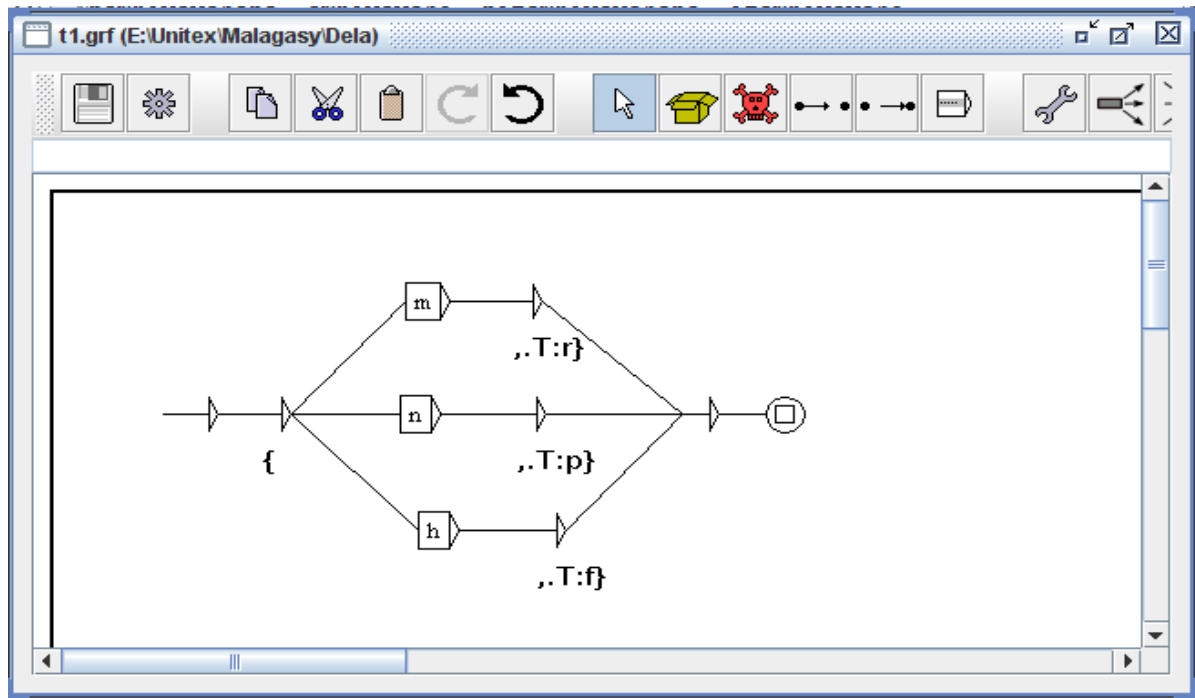 t1.grf (E:\Unitex\Malagasy\Dela)
m
,.T:r}
n
{
,.T:p}
h
,.T:f}